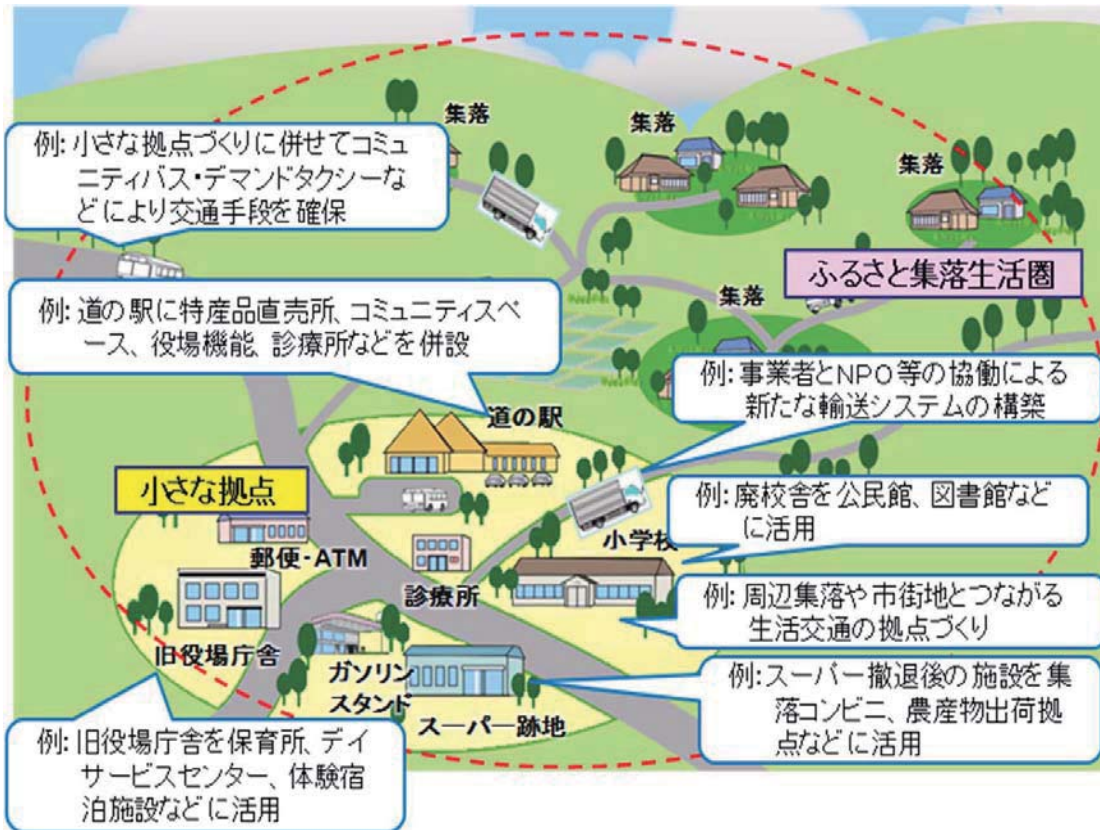 集落
集落
集落
例: 小さな拠点づくりに併せてコミュ
ニティバス・デマンドタクシーな
どにより交通手段を確保
ふるさと集落生活圏
集落
例: 道の駅に特産品直売所、コミュニティスペ
ース、役場機能、診療所などを併設
例: 事業者とNPO等の協働による
新たな輸送システムの構築
道の駅
小さな拠点
例: 廃校舎を公民館、図書館など
に活用
小学校
郵便・ATM
診療所
例: 周辺集落や市街地とつながる
生活交通の拠点づくり
旧役場庁舎
ガソリン
スタンド
スーパー跡地
例: スーパー撤退後の施設を集
落コンビニ、農産物出荷拠
点などに活用
例: 旧役場庁舎を保育所、デイ
サービスセンター、体験宿
泊施設などに活用